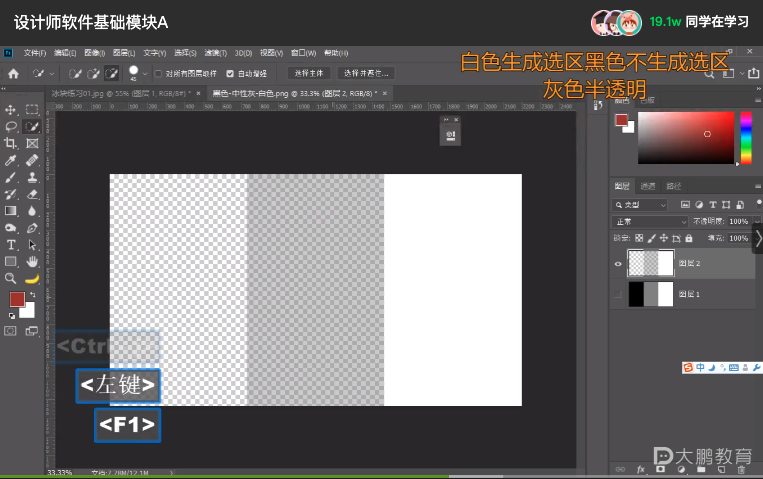 设计师软件基础模块A
19.1w 同学在学习
文件(F) 编辑(E) 图像(I) 图层(L) 文字(Y) 选择(S) 滤镜(T) 3D(D) 视图(V) 窗口(W) 帮助(H)
白色生成选区黑色不生成选区
灰色半透明
对所有图层取样 自动增强 选择主体 选择并遮住...
冰块练习01.jpg @ 55% (图层 1, RGB/8#) * ×
黑色-中性灰-白色.png @ 33.3% (图层 2, RGB/8) * ×
颜色 色板
图层 通道 路径
类型
正常 不透明度: 100%
锁定: 填充: 100%
图层 2
图层 1
<Ctrl
<左键>
<F1>
中
大鹏教育
33.33% 文档:7.78M/12.1M